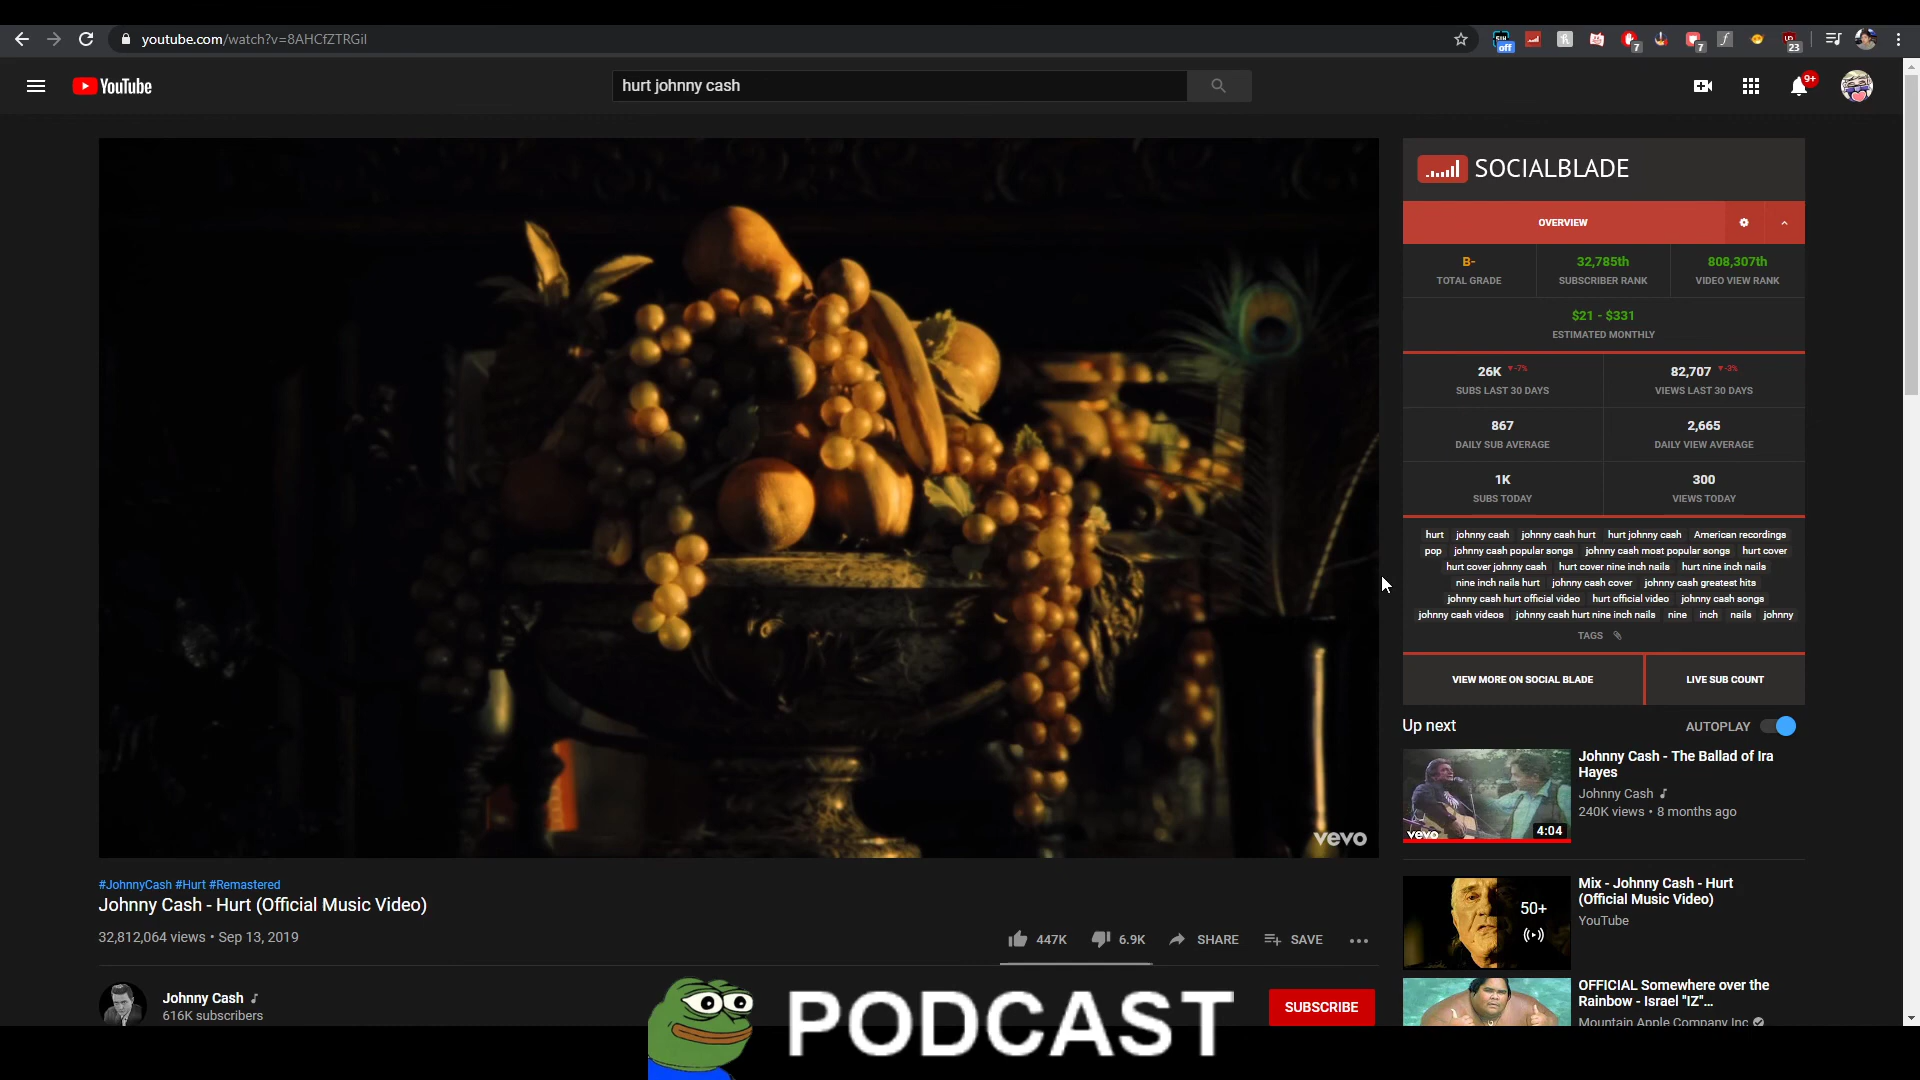 youtube.com/watch?v=8AHCfZTRGiI
off
7
7
23
YouTube
hurt johnny cash
9+
SOCIALBLADE
OVERVIEW
B-
32,785th
808,307th
TOTAL GRADE
SUBSCRIBER RANK
VIDEO VIEW RANK
$21 - $331
ESTIMATED MONTHLY
26K ▼-7%
82,707 ▼-3%
SUBS LAST 30 DAYS
VIEWS LAST 30 DAYS
867
2,665
DAILY SUB AVERAGE
DAILY VIEW AVERAGE
1K
300
SUBS TODAY
VIEWS TODAY
hurt johnny cash johnny cash hurt hurt johnny cash American recordings
pop johnny cash popular songs johnny cash most popular songs hurt cover
hurt cover johnny cash hurt cover nine inch nails hurt nine inch nails
nine inch nails hurt johnny cash cover johnny cash greatest hits
johnny cash hurt official video hurt official video johnny cash songs
johnny cash videos johnny cash hurt nine inch nails nine inch nails johnny
TAGS
VIEW MORE ON SOCIAL BLADE
LIVE SUB COUNT
Up next
AUTOPLAY
vevo
4:04
Johnny Cash - The Ballad of Ira
Hayes
Johnny Cash
240K views • 8 months ago
50+
Mix - Johnny Cash - Hurt
(Official Music Video)
YouTube
OFFICIAL Somewhere over the
Rainbow - Israel "IZ"...
Mountain Apple Company Inc
vevo
#JohnnyCash #Hurt #Remastered
Johnny Cash - Hurt (Official Music Video)
32,812,064 views • Sep 13, 2019
447K
6.9K
SHARE
SAVE
Johnny Cash
616K subscribers
SUBSCRIBE
PODCAST